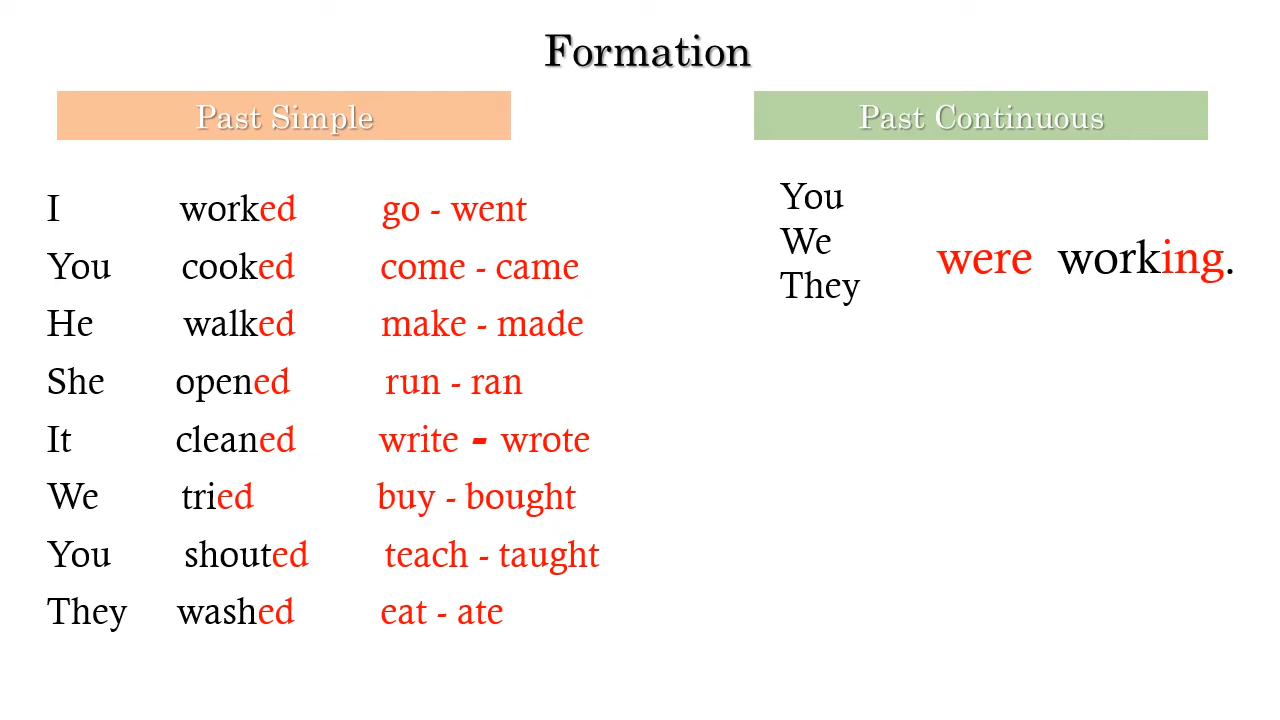 Formation
Past Simple
Past Continuous
I worked go - went
You cooked come - came
He walked make - made
She opened run - ran
It cleaned write - wrote
We tried buy - bought
You shouted teach - taught
They washed eat - ate
You
We
They
were working.